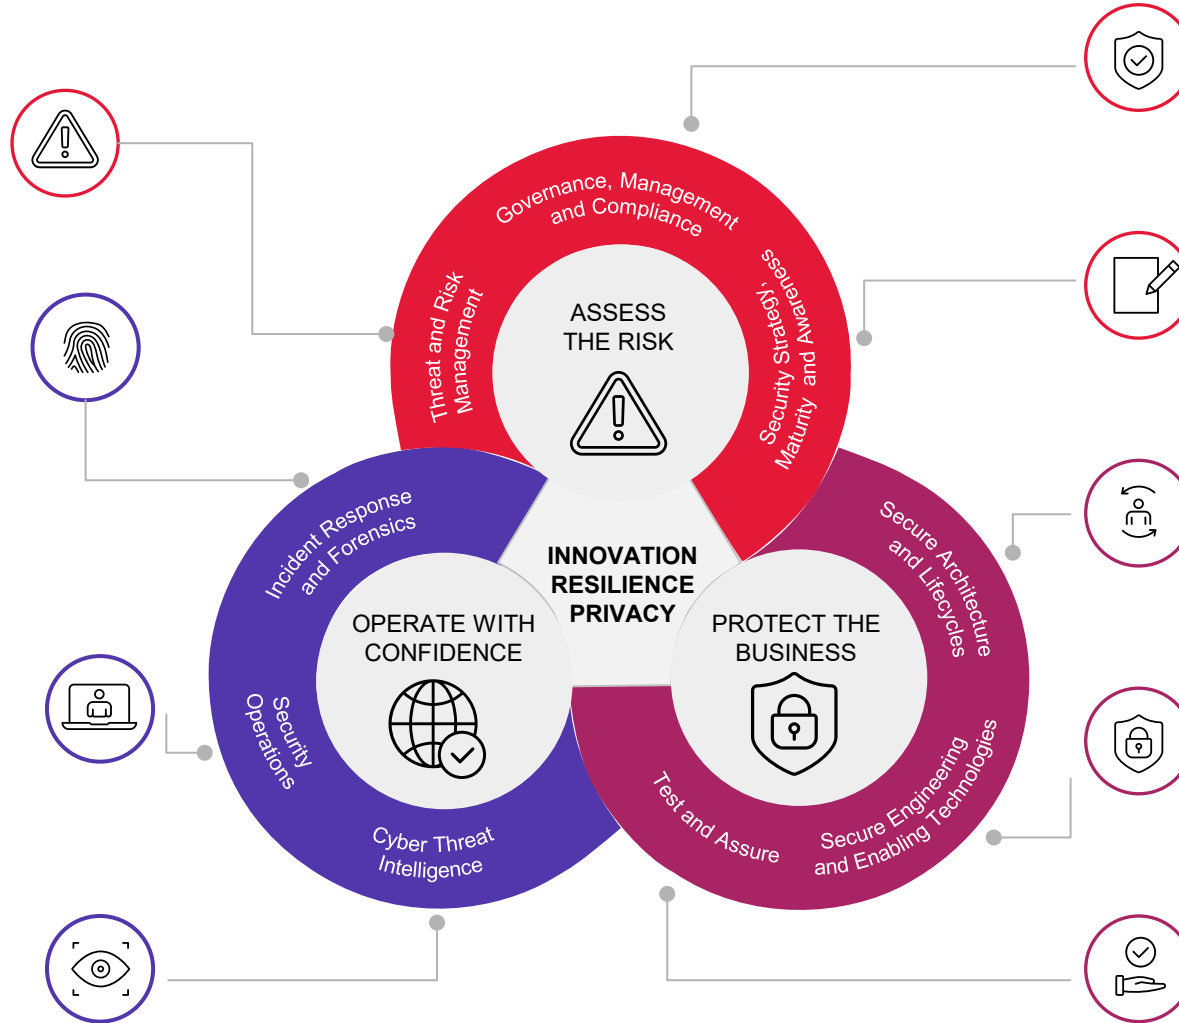 Governance, Management
and Compliance
Threat and Risk
Management
Security Strategy,
Maturity and Awareness
ASSESS
THE RISK
Incident Response
and Forensics
INNOVATION
RESILIENCE
PRIVACY
Secure Architecture
and Lifecycles
OPERATE WITH
CONFIDENCE
PROTECT THE
BUSINESS
Security
Operations
Cyber Threat
Intelligence
Test and Assure
Secure Engineering
and Enabling Technologies